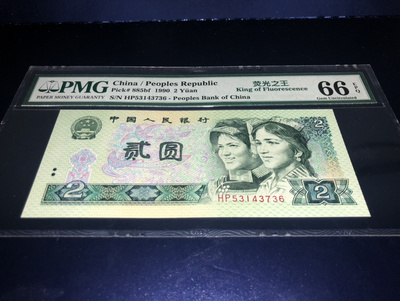 PMG
PAPER MONEY GUARANTY
China / Peoples Republic
Pick# 885bf 1990 2 Yüan
S/N HP53143736 - Peoples Bank of China
荧光之王
King of Fluorescence
66 EPQ
Gem Uncirculated
中国人民银行
贰圆
2
2
HP53143736